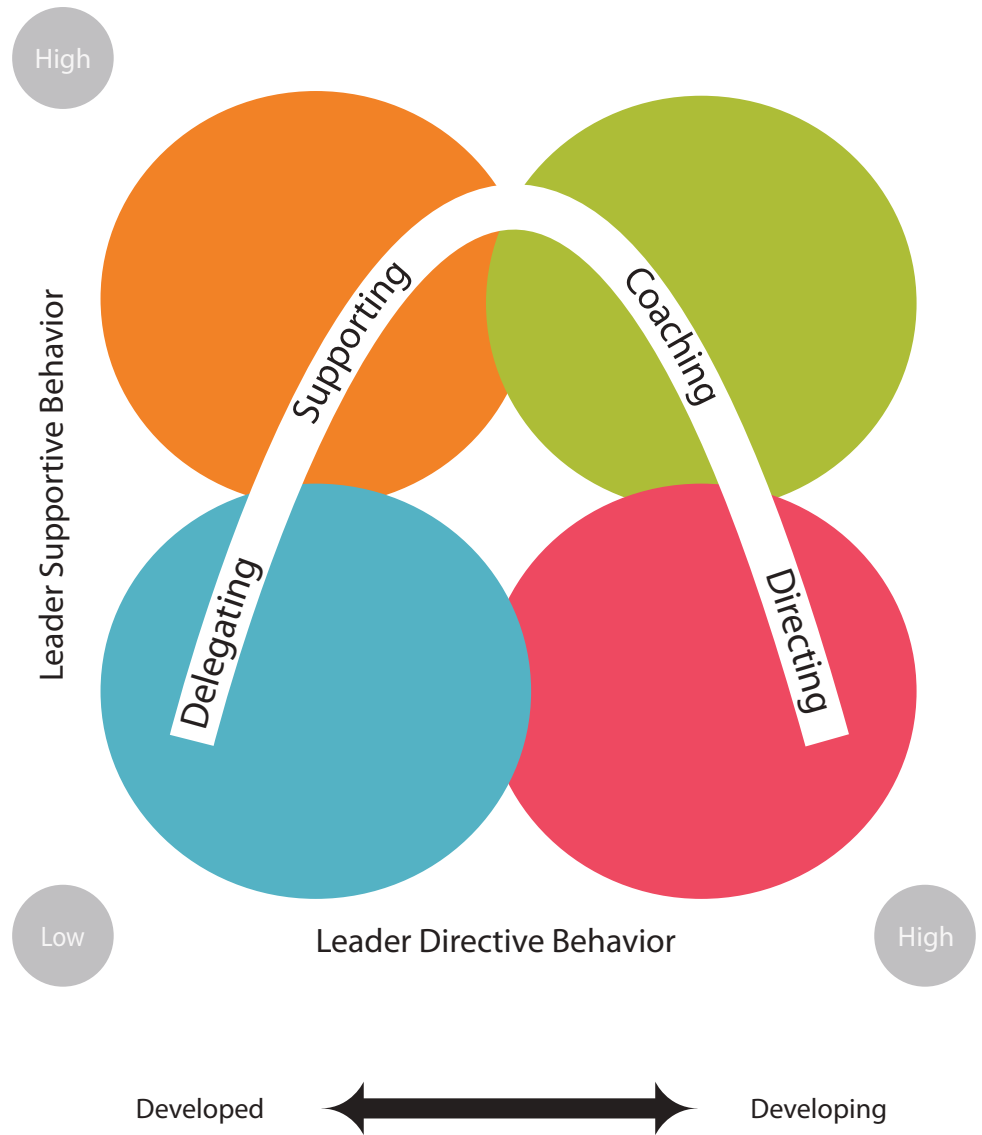 High
Leader Supportive Behavior
Supporting
Coaching
Delegating
Directing
Low
Leader Directive Behavior
High
Developed
Developing